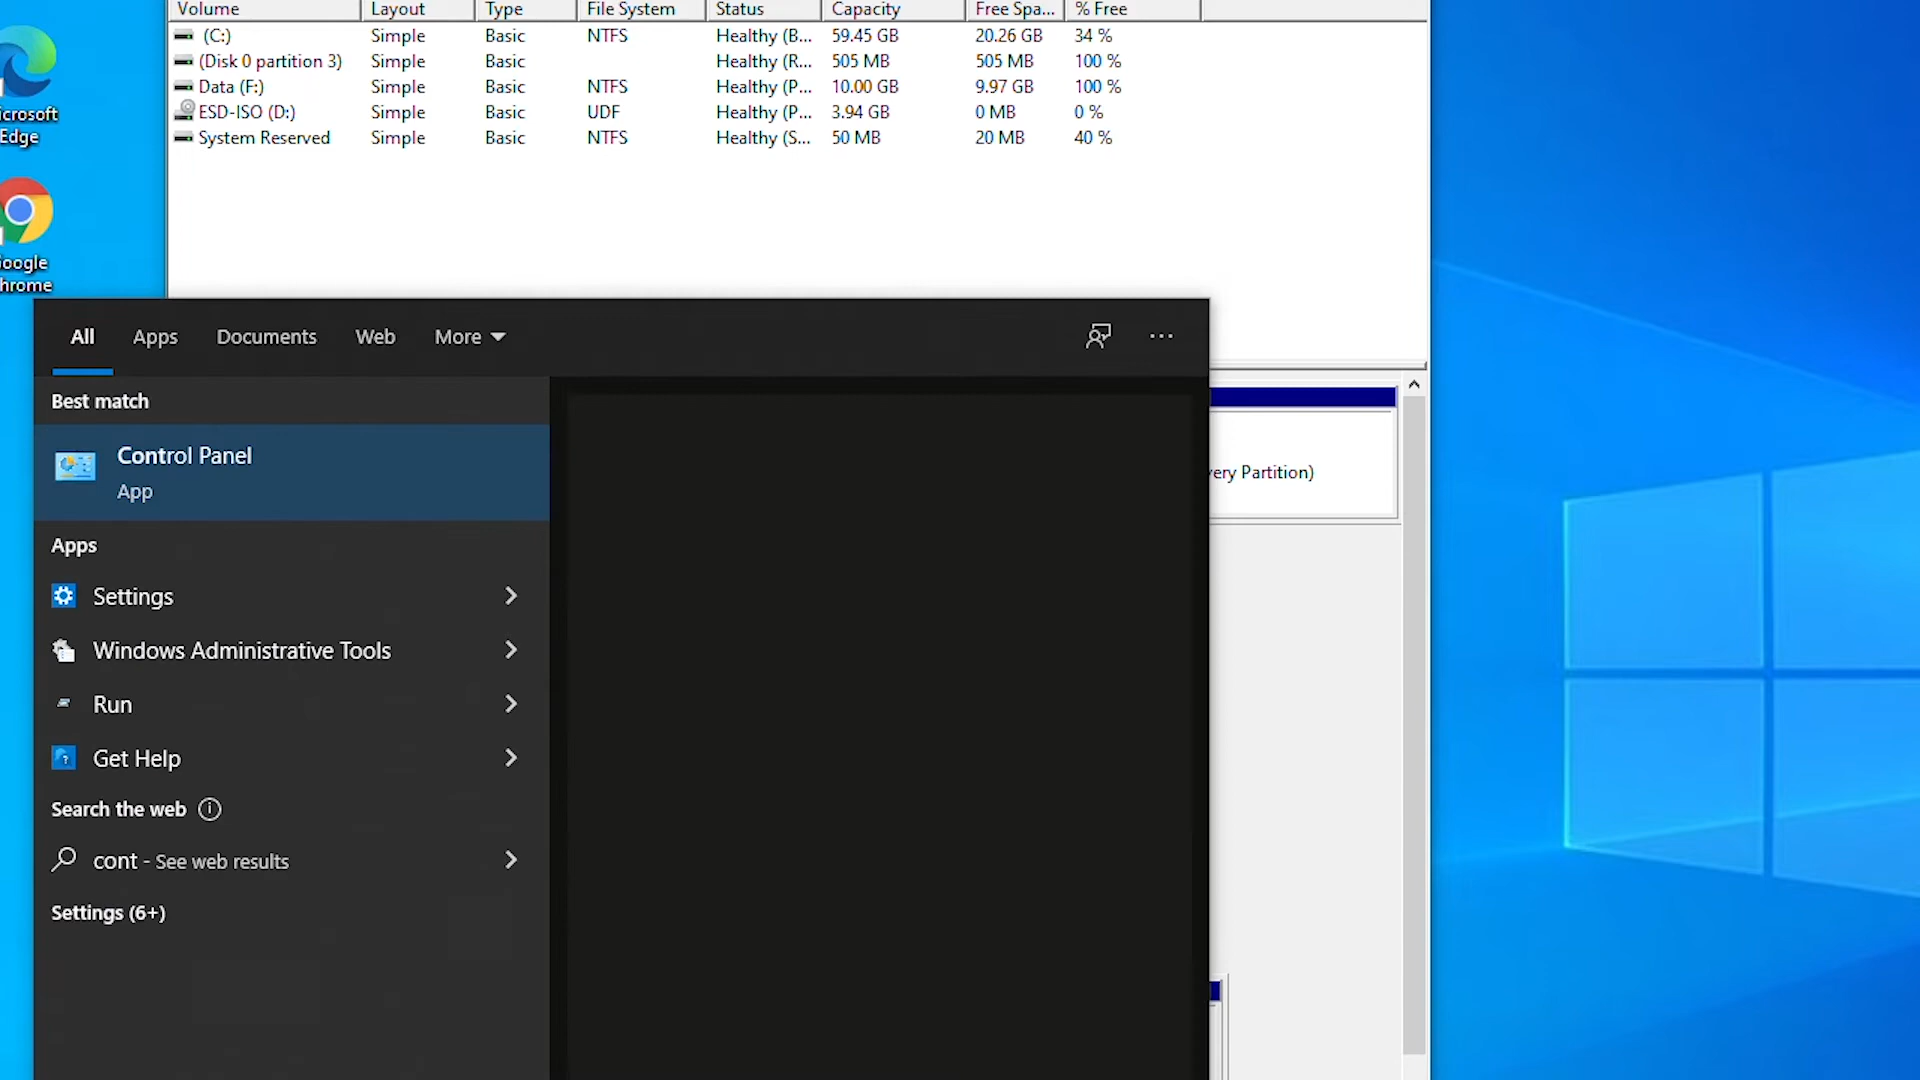 Volume Layout Type File System Status Capacity Free Spa... % Free
(C:) Simple Basic NTFS Healthy (B... 59.45 GB 20.26 GB 34 %
(Disk 0 partition 3) Simple Basic Healthy (R... 505 MB 505 MB 100 %
Data (F:) Simple Basic NTFS Healthy (P... 10.00 GB 9.97 GB 100 %
ESD-ISO (D:) Simple Basic UDF Healthy (P... 3.94 GB 0 MB 0 %
System Reserved Simple Basic NTFS Healthy (S... 50 MB 20 MB 40 %
icrosoft
Edge
oogle
hrome
All Apps Documents Web More
Best match
Control Panel
App
Apps
Settings
Windows Administrative Tools
Run
Get Help
Search the web
cont - See web results
Settings (6+)
very Partition)